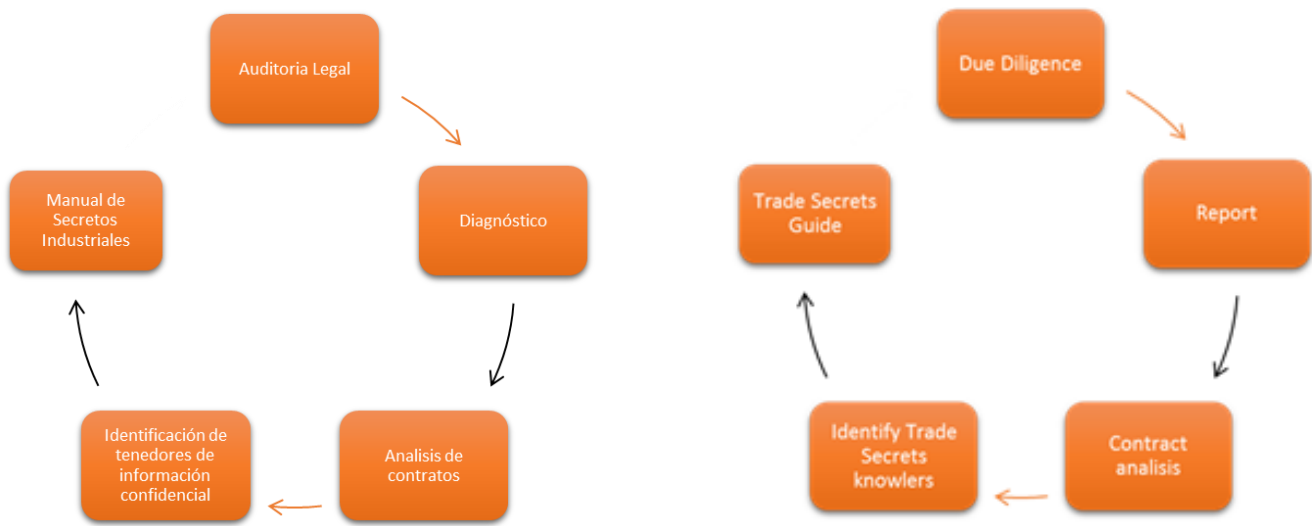 Auditoria Legal
Diagnóstico
Analisis de
contratos
Identificación de
tenedores de
información
confidencial
Manual de
Secretos
Industriales
Due Diligence
Report
Contract
analisis
Identify Trade
Secrets
knowlers
Trade Secrets
Guide